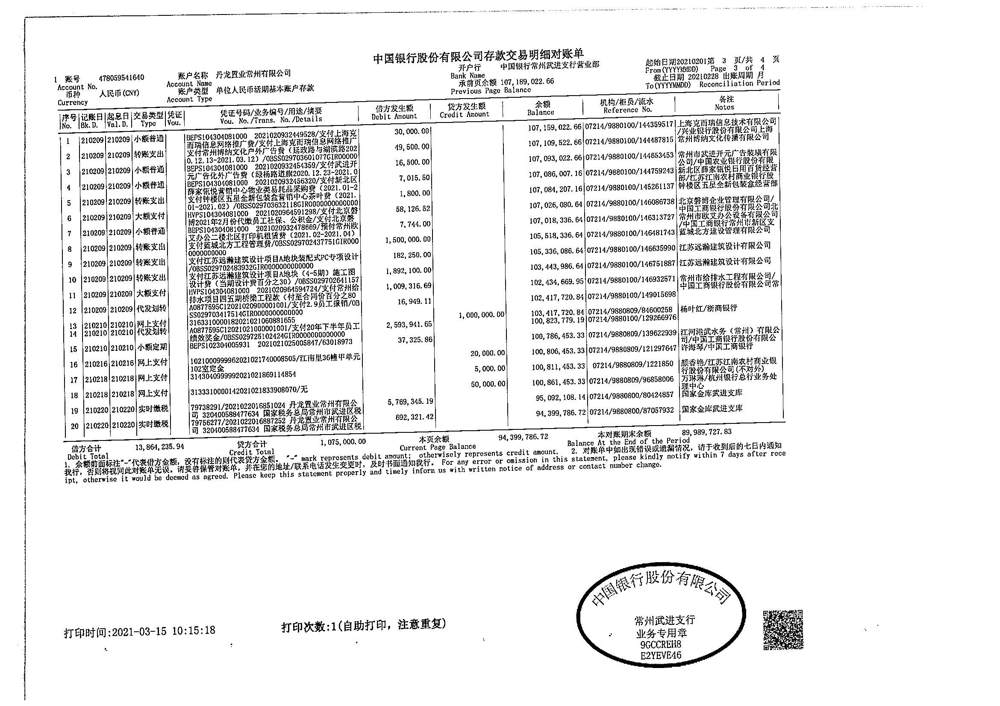 中国银行股份有限公司存款交易明细对账单
1 账号 478059541640 账户名称 丹龙置业常州有限公司 开户行 中国银行常州武进支行营业部 起始日期20210201第 3 页/共 4 页
Account No. Account Name Bank Name From(YYYYMMDD) Page 3 of 4
币种 人民币(CNY) 账户类型 单位人民币活期基本账户存款 承前页余额 107,189,022.66 截止日期 20210228 出账周期 月
Currency Account Type Previous Page Balance To(YYYYMMDD) Reconciliation Period
序号 记账日 起息日 交易类型 凭证 凭证号码/业务编号/用途/摘要 借方发生额 贷方发生额 余额 机构/柜员/流水 备注
No. Bk.D. Val.D. Type Vou. Vou. No./Trans. No./Details Debit Amount Credit Amount Balance Reference No. Notes
1 210209 210209 小额普通 BEPS104304081000 2021020932449528/支付上海克 30,000.00 107,159,022.66 07214/9880100/144359517 上海克而瑞信息技术有限公司
而瑞信息网络推广费/支付上海克而瑞信息网络推广 /兴业银行股份有限公司上海
2 210209 210209 转账支出 支付常州博纳文化户外广告费（延政路与湖滨路202 49,500.00 107,109,522.66 07214/9880100/144487815 常州博纳文化传播有限公司
0.12.13-2021.03.12）/OBSS029703601077GIR00000
3 210209 210209 小额普通 BEPS104304081000 2021020932454359/支付武进开 16,500.00 107,093,022.66 07214/9880100/144653453 常州市武进开元广告装璜有限
元广告化外广告费（绿杨路道旗2020.12.23-2021.0 公司/中国农业银行股份有限
4 210209 210209 小额普通 BEPS104304081000 2021020932456320/支付新北区 7,015.50 107,086,007.16 07214/9880100/144759243 新北区薛家瓴悦日用百货经营
薛家瓴悦营销中心物业类易耗品采购费（2021.01-2 部/江苏江南农村商业银行股
5 210209 210209 转账支出 支付钟楼区五星全新包装盒营销中心茶叶费（2021. 1,800.00 107,084,207.16 07214/9880100/145261137 钟楼区五星全新包装盒经营部
01-2021.02）/OBSS029703632118GIR0000000000000
6 210209 210209 大额支付 HVPS104304081000 2021020964591298/支付北京磐 58,126.52 107,026,080.64 07214/9880100/146086738 北京磐博企业管理有限公司/
博2021年2月份代缴员工社保、公积金/支付北京磐 中国工商银行股份有限公司北
7 210209 210209 小额普通 BEPS104304081000 2021020932478669/预付常州欧 7,744.00 107,018,336.64 07214/9880100/146313727 常州市欧艾办公设备有限公司
艾办公二楼北区打印机租赁费（2021.02-2021.04） /中国工商银行常州市新区支
8 210209 210209 转账支出 支付蓝城北方工程管理费/OBSS029702437751GIR000 1,500,000.00 105,518,336.64 07214/9880100/146481743 蓝城北方建设管理有限公司
0000000000
9 210209 210209 转账支出 支付江苏远瀚建筑设计项目A地块装配式PC专项设计 182,250.00 105,336,086.64 07214/9880100/146635990 江苏远瀚建筑设计有限公司
/OBSS029702483932GIR0000000000000
10 210209 210209 转账支出 支付江苏远瀚建筑设计项目A地块（4-5期）施工图 1,892,100.00 103,443,986.64 07214/9880100/146751887 江苏远瀚建筑设计有限公司
设计费（当期设计费百分之30）/OBSS029702641157
11 210209 210209 大额支付 HVPS104304081000 2021020964594724/支付常州给 1,009,316.69 102,434,669.95 07214/9880100/146932571 常州市给排水工程有限公司/
排水项目四五期桥梁工程款（付至合同价百分之80 中国工商银行股份有限公司常
12 210209 210209 代发划转 A0877595C12021020900001001/支付2.9员工报销/OB 16,949.11 102,417,720.84 07214/9880100/149015698
SS029703417514GIR0000000000000
13 210210 210210 网上支付 31633100001820210210​60881655 1,000,000.00 103,417,720.84 07214/9880809/84600258 杨叶红/浙商银行
14 210210 210210 代发划转 A0877595C12021021000001001/支付20年下半年员工 2,593,941.65 100,823,779.19 07214/9880100/129266976
绩效奖金/OBSS029725102424GIR0000000000000
15 210210 210210 小额定期 BEPS102304005931 2021021025005847/63018973 37,325.86 100,786,453.33 07214/9880809/139622939 江河港武水务（常州）有限公
司/中国工商银行股份有限公
16 210216 210216 网上支付 1021000999962021021740008505/江南里36幢甲单元 20,000.00 100,806,453.33 07214/9880809/121297647 许海琴/中国工商银行
102室定金
17 210218 210218 网上支付 3143040999992021021869114854 5,000.00 100,811,453.33 07214/9880809/1221850 颜香艳/江苏江南农村商业银
行股份有限公司(不对外)
18 210218 210218 网上支付 3133310000142021021833908070/无 50,000.00 100,861,453.33 07214/9880809/96858006 万琳琳/杭州银行总行业务处
理中心
19 210220 210220 实时缴税 79738291/2021022016851024 丹龙置业常州有限公 5,769,345.19 95,092,108.14 07214/9880800/80424857 国家金库武进支库
司 320400588477634 国家税务总局常州市武进区税
20 210220 210220 实时缴税 79756277/2021022016887252 丹龙置业常州有限公 692,321.42 94,399,786.72 07214/9880800/87057932 国家金库武进支库
司 320400588477634 国家税务总局常州市武进区税
借方合计 13,864,235.94 贷方合计 1,075,000.00 本页余额 94,399,786.72 本对账期末余额 89,989,727.83
Debit Total Credit Total Current Page Balance Balance At the End of the Period
1. 余额前面标注"-"代表借方金额，没有标注的则代表贷方金额。 "-" mark represents debit amount; otherwisely represents credit amount. 2. 对账单中如出现错误或遗漏情况，请于收到后的七日内通知
我行，否则将视同此对账单无误。请妥善保管对账单，并在您的地址/联系电话发生变更时，及时书面通知我行。 For any error or omission in this statement, please kindly notify within 7 days after rece
ipt, otherwise it would be deemed as agreed. Please keep this statement properly and timely inform us with written notice of address or contact number change.
中国银行股份有限公司
常州武进支行
业务专用章
9GCCREH8
E2YEVE46
打印时间:2021-03-15 10:15:18 打印次数:1(自助打印，注意重复)